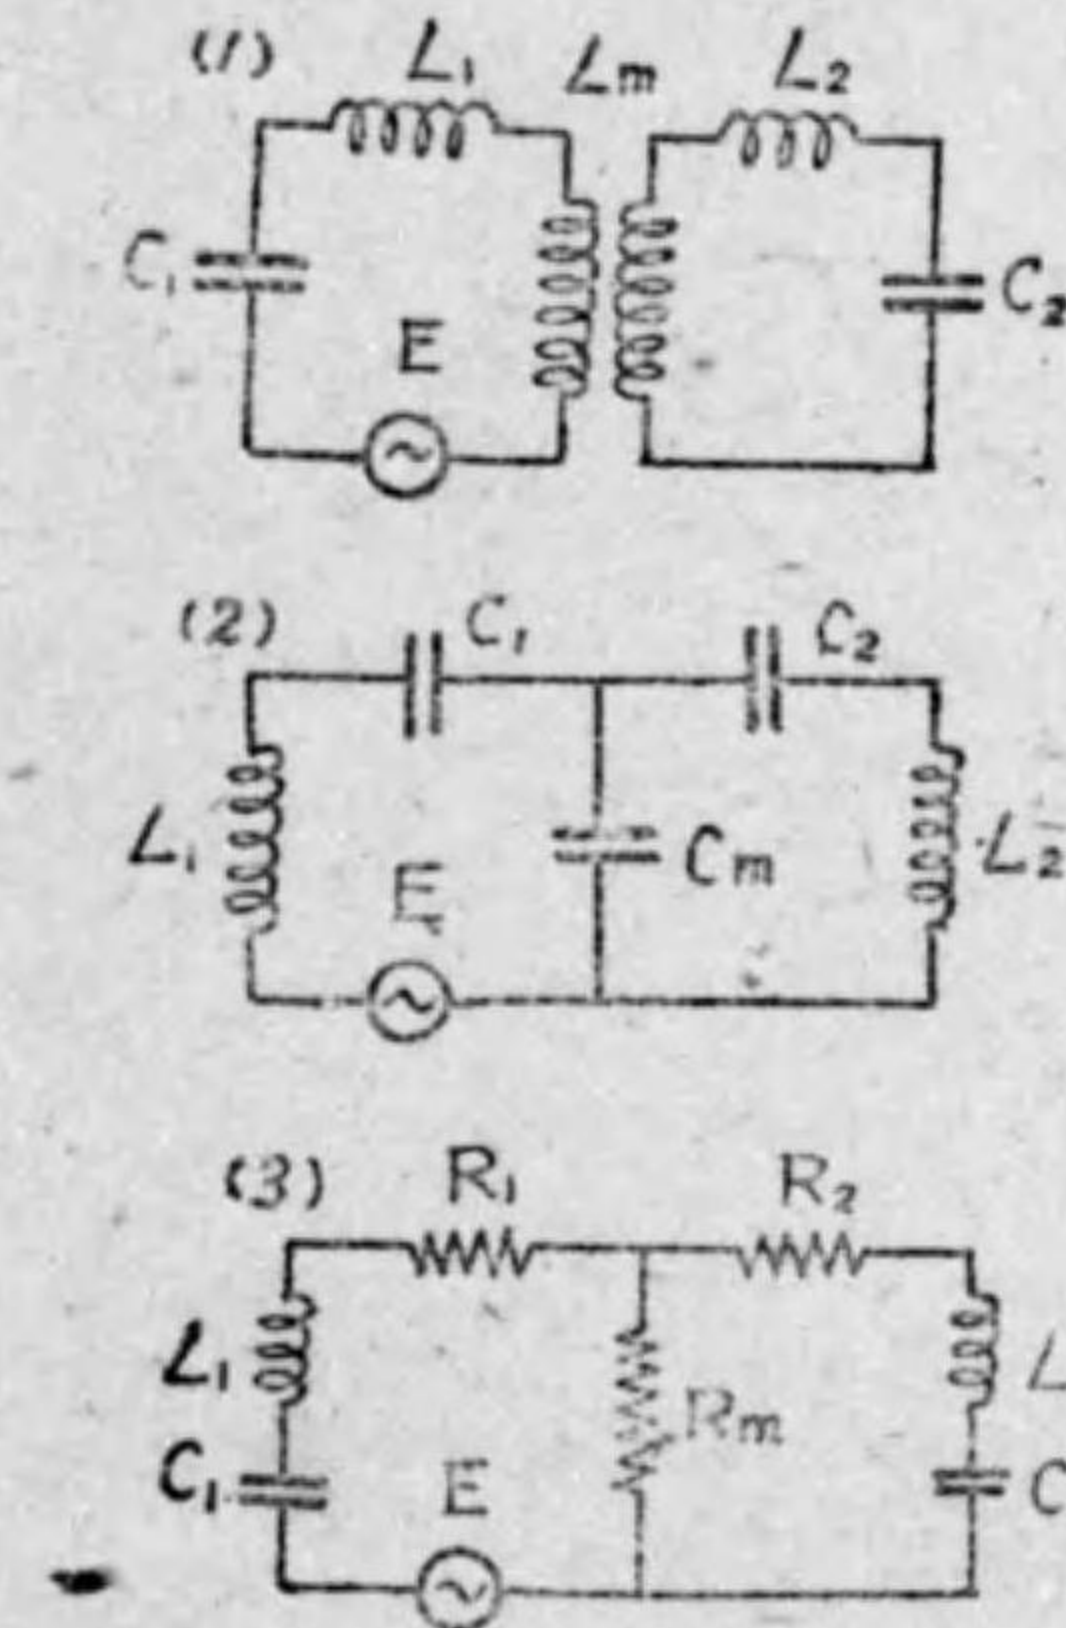 (1) L₁ Lm L₂
C₁ E C₂
(2) C₁ C₂
L₁ E Cm L₂
(3) R₁ R₂
L₁ Rm L
C₁ E C